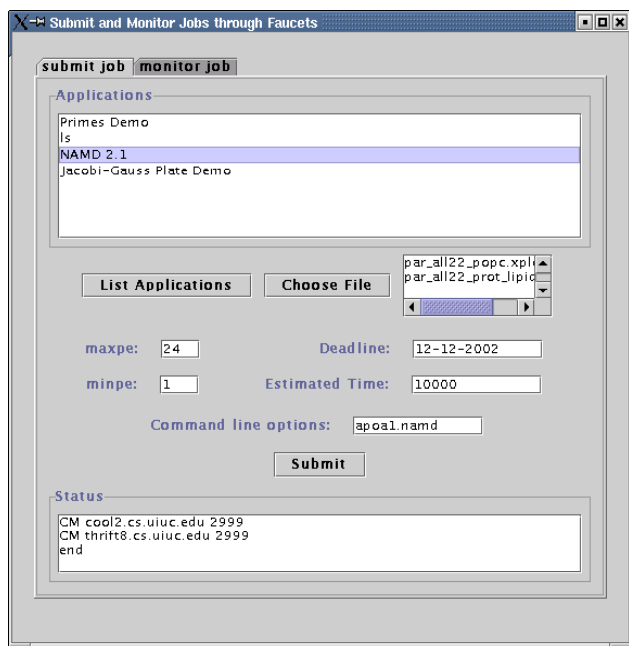 Submit and Monitor Jobs through Faucets
submit job monitor job
Applications
Primes Demo
ls
NAMD 2.1
Jacobi-Gauss Plate Demo
List Applications Choose File
par_all22_popc.xpl
par_all22_prot_lipid
maxpe: 24 Deadline: 12-12-2002
minpe: 1 Estimated Time: 10000
Command line options: apoa1.namd
Submit
Status
CM cool2.cs.uiuc.edu 2999
CM thrift8.cs.uiuc.edu 2999
end